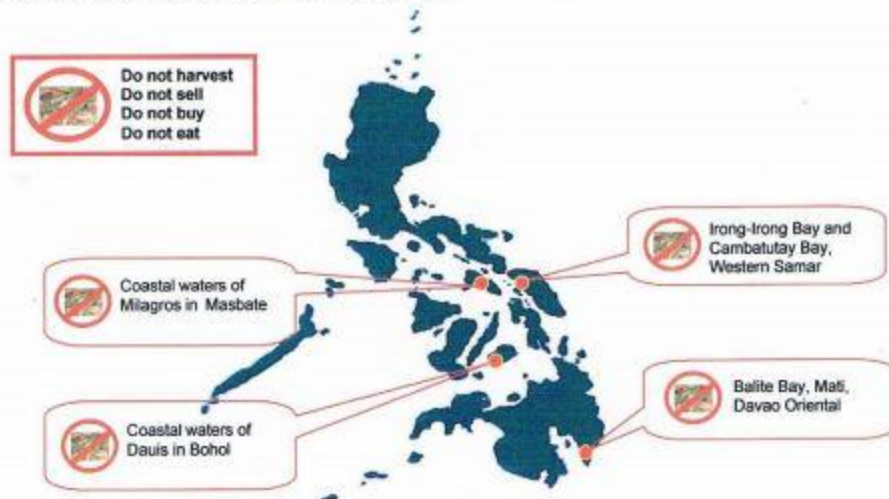 Do not harvest
Do not sell
Do not buy
Do not eat
Irong-Irong Bay and
Cambatutay Bay,
Western Samar
Coastal waters of
Milagros in Masbate
Balite Bay, Mati,
Davao Oriental
Coastal waters of
Dauis in Bohol